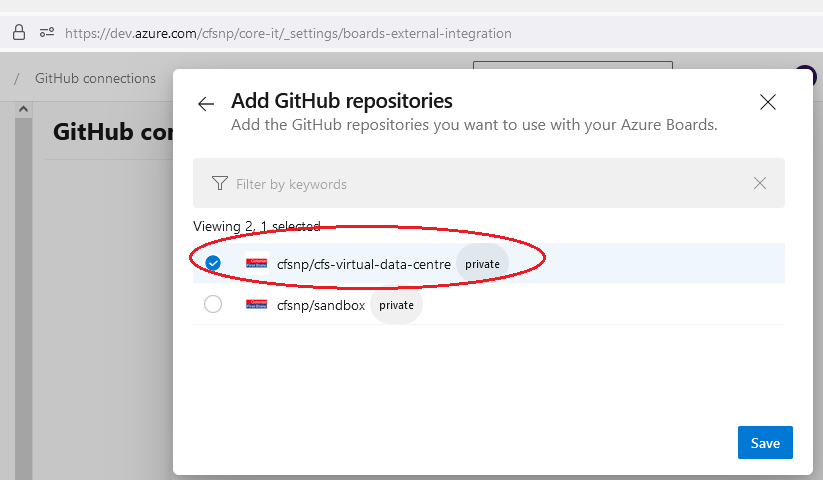 https://dev.azure.com/cfsnp/core-it/_settings/boards-external-integration
/ GitHub connections
GitHub con
Add GitHub repositories
Add the GitHub repositories you want to use with your Azure Boards.
Filter by keywords
Viewing 2, 1 selected
cfsnp/cfs-virtual-data-centre private
cfsnp/sandbox private
Save